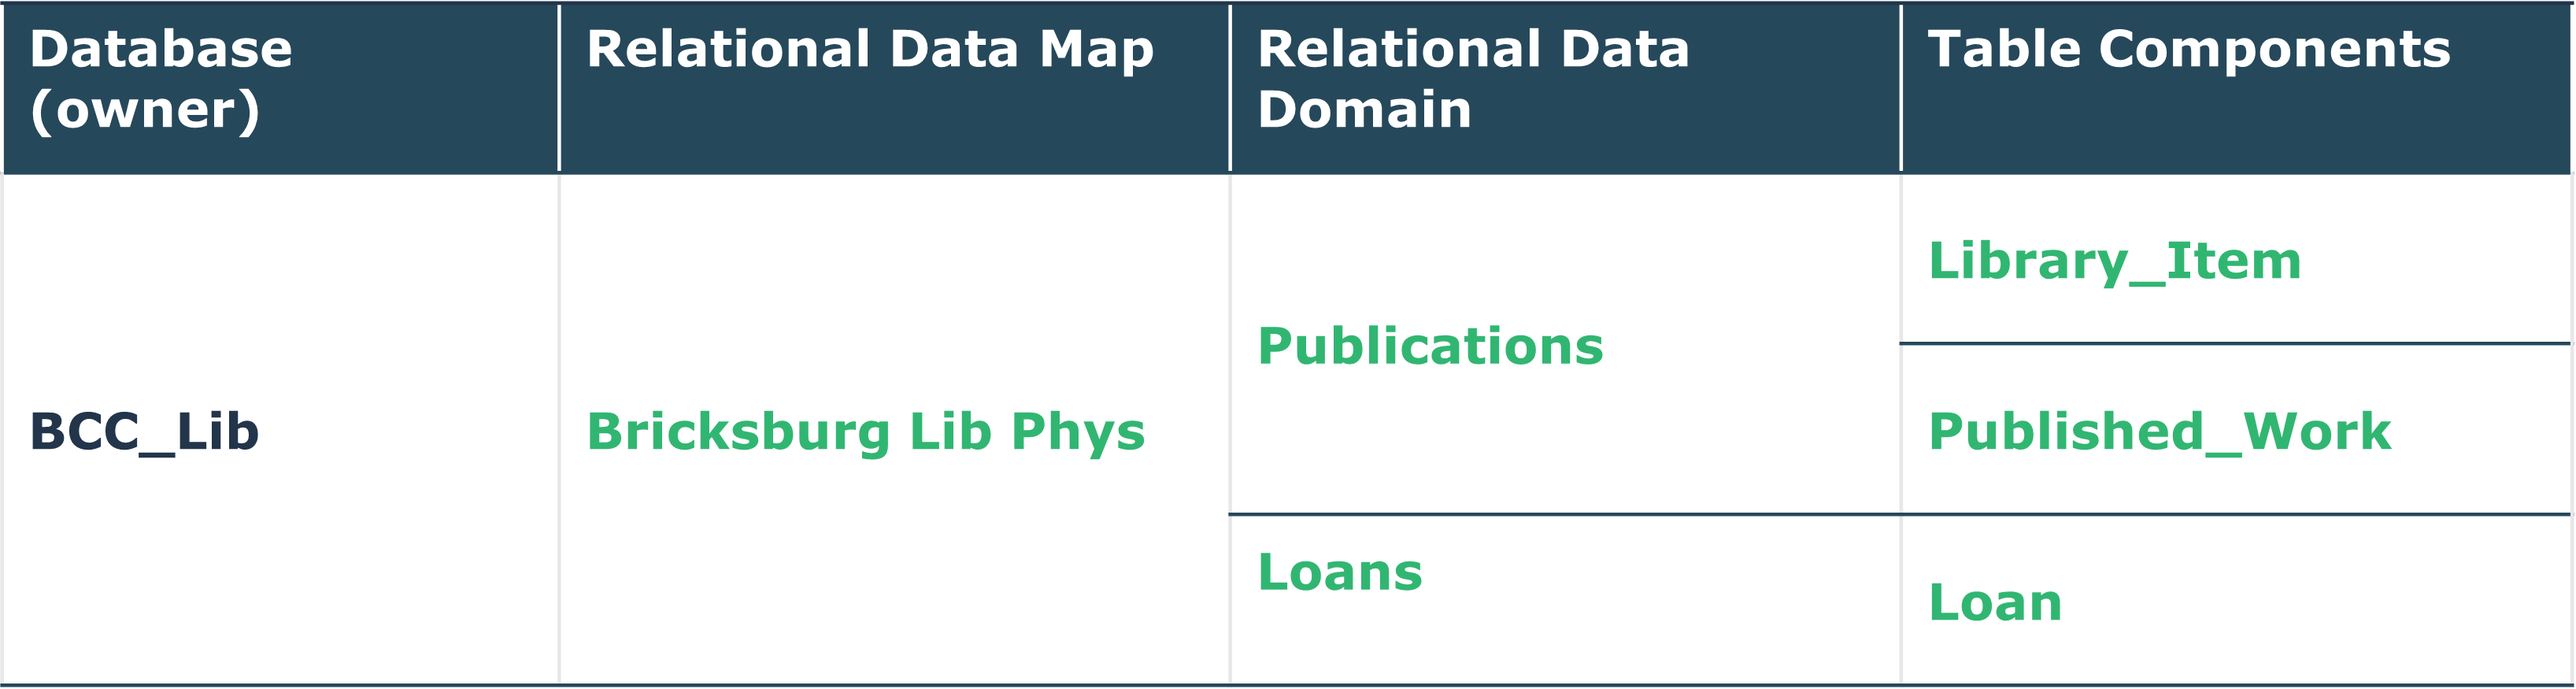 Database
(owner)
Relational Data Map
Relational Data
Domain
Table Components
BCC_Lib
Bricksburg Lib Phys
Publications
Library_Item
Published_Work
Loans
Loan